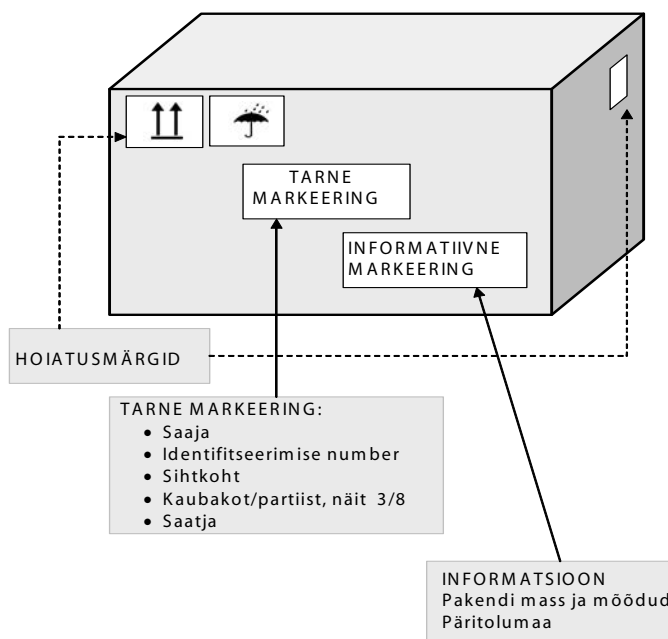 TARNE
MARKEERING
INFORMATIIVNE
MARKEERING
HOIATUSMÄRGID
TARNE MARKEERING:
• Saaja
• Identifitseerimise number
• Sihtkoht
• Kaubakot/partiist, näit 3/8
• Saatja
INFORMATSIOON
Pakendi mass ja mõõdud
Päritolumaa